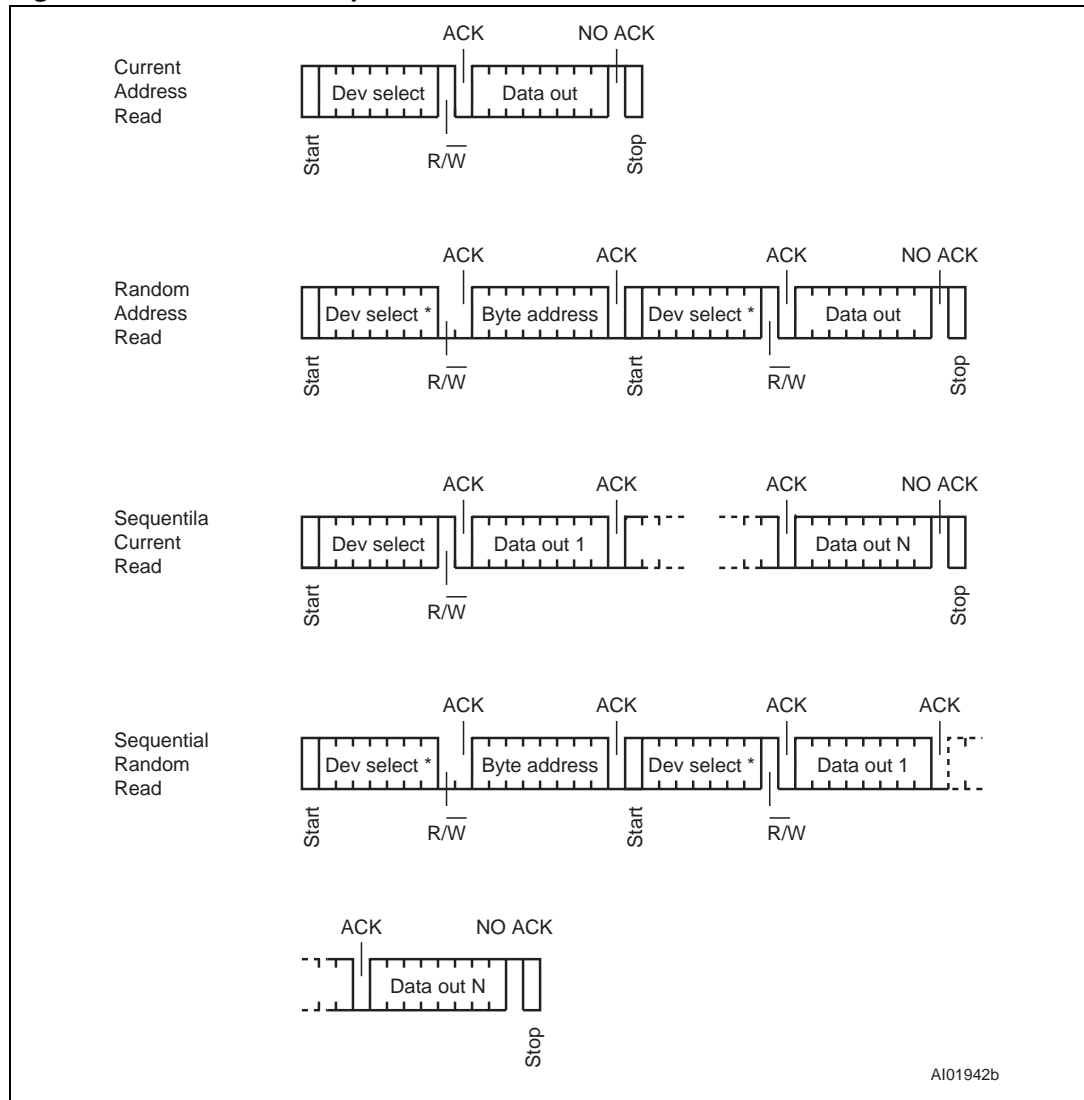 ACK NO ACK
Current
Address
Read
Dev select Data out
Start R/W̅ Stop
ACK ACK ACK NO ACK
Random
Address
Read
Dev select * Byte address Dev select * Data out
Start R/W̅ Start R̅/W Stop
ACK ACK ACK NO ACK
Sequentila
Current
Read
Dev select Data out 1 Data out N
Start R/W̅ Stop
ACK ACK ACK ACK
Sequential
Random
Read
Dev select * Byte address Dev select * Data out 1
Start R/W̅ Start R̅/W
ACK NO ACK
Data out N
Stop
AI01942b